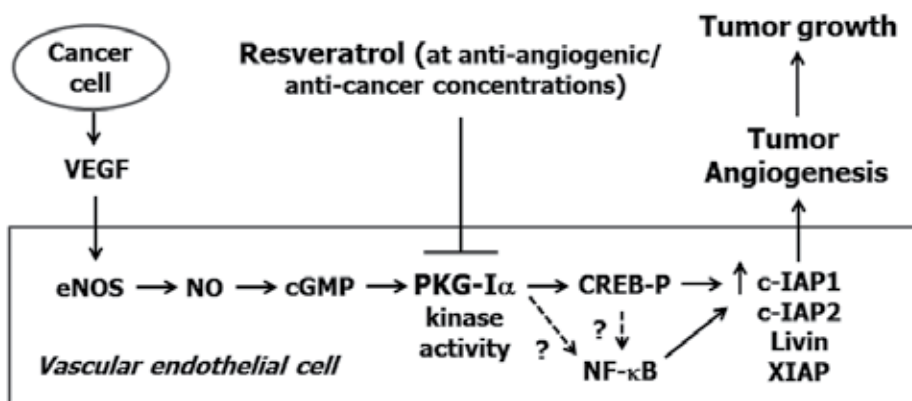 Cancer
cell
VEGF
Resveratrol (at anti-angiogenic/
anti-cancer concentrations)
Tumor growth
Tumor
Angiogenesis
eNOS
NO
cGMP
PKG-Iα
kinase
activity
CREB-P
c-IAP1
c-IAP2
Livin
XIAP
?
?
NF-κB
Vascular endothelial cell